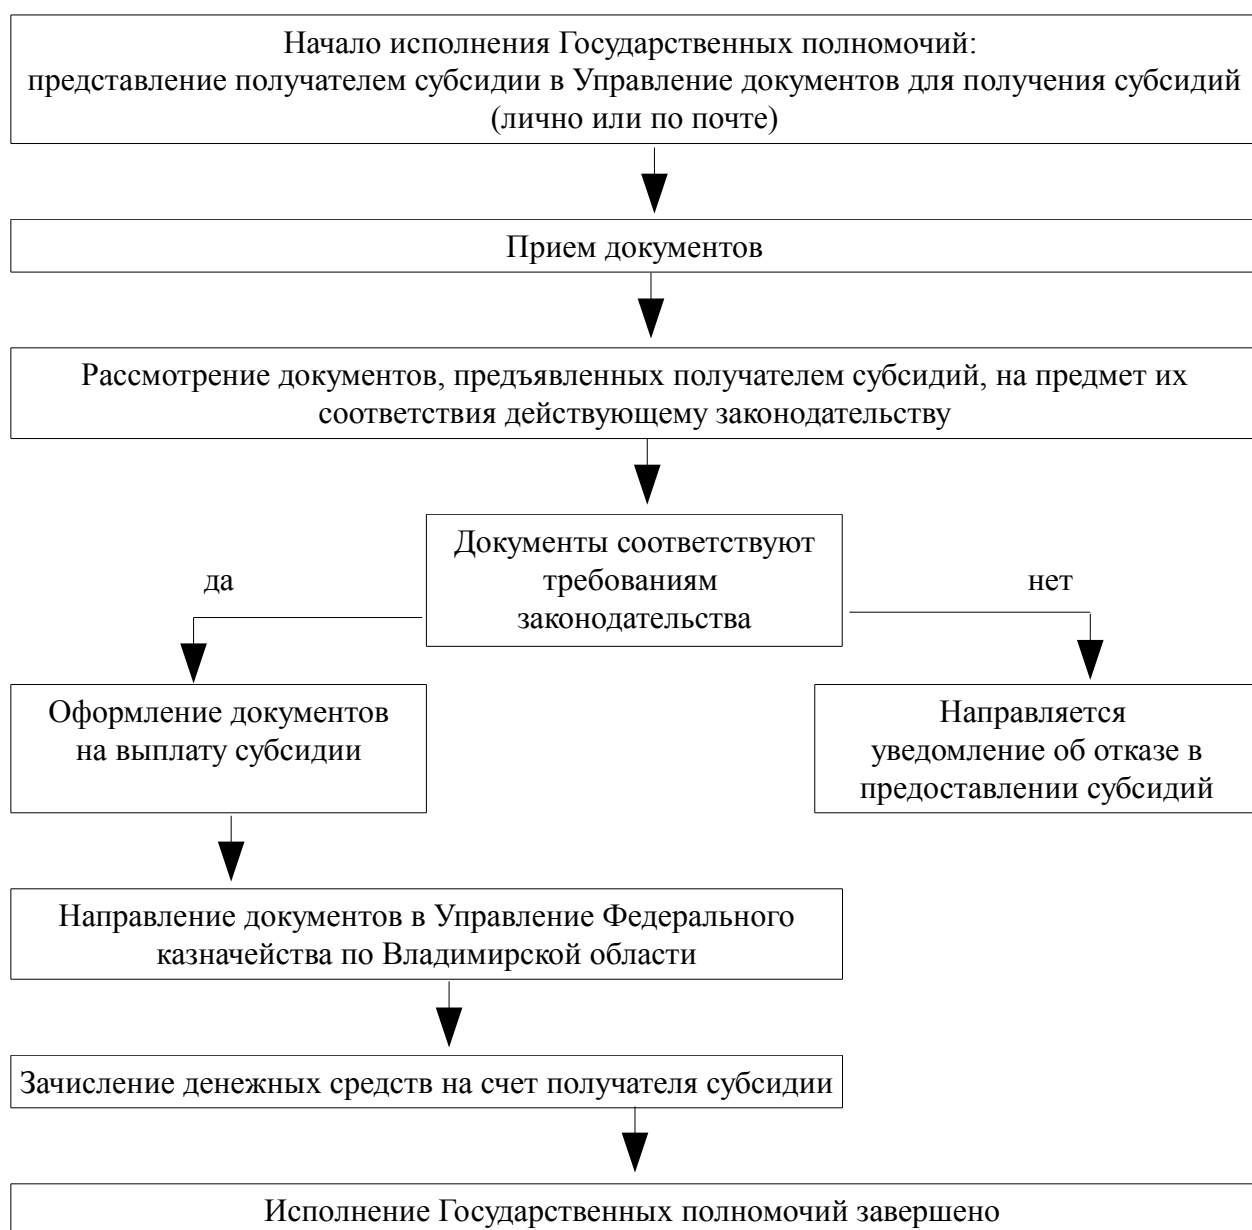 Начало исполнения Государственных полномочий:
представление получателем субсидии в Управление документов для получения субсидий
(лично или по почте)
Прием документов
Рассмотрение документов, предъявленных получателем субсидий, на предмет их
соответствия действующему законодательству
Документы соответствуют
требованиям
законодательства
да
нет
Оформление документов
на выплату субсидии
Направляется
уведомление об отказе в
предоставлении субсидий
Направление документов в Управление Федерального
казначейства по Владимирской области
Зачисление денежных средств на счет получателя субсидии
Исполнение Государственных полномочий завершено